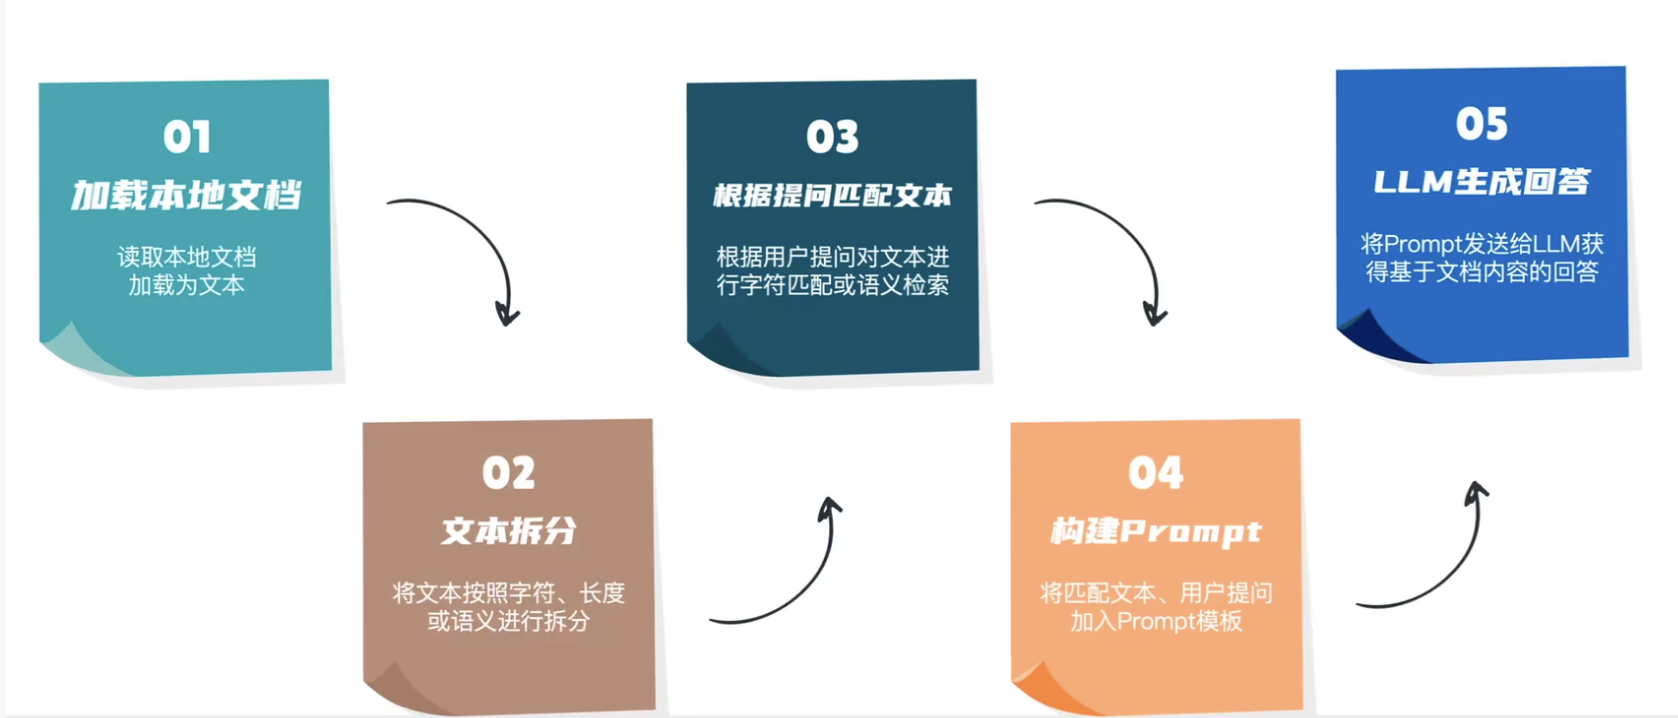 01
加载本地文档
读取本地文档
加载为文本
02
文本拆分
将文本按照字符、长度
或语义进行拆分
03
根据提问匹配文本
根据用户提问对文本进
行字符匹配或语义检索
04
构建Prompt
将匹配文本、用户提问
加入Prompt模板
05
LLM生成回答
将Prompt发送给LLM获
得基于文档内容的回答